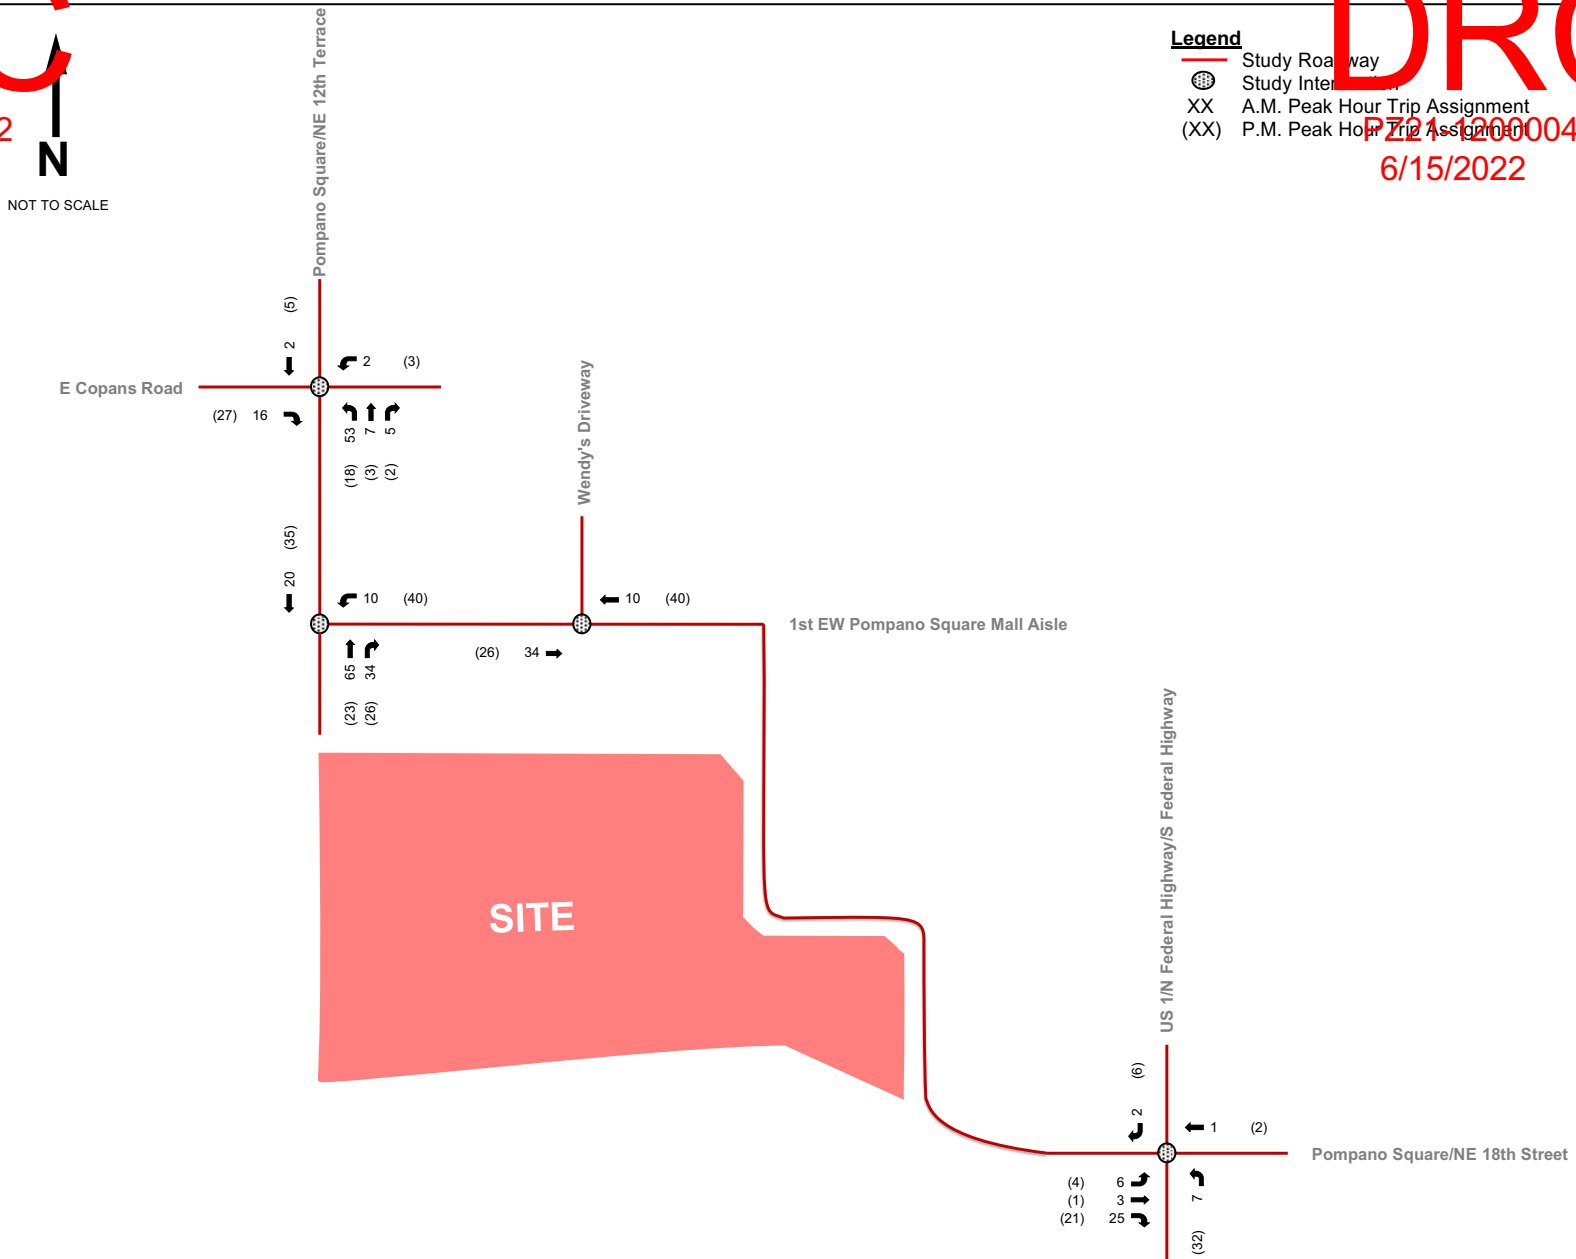 C
2
N
NOT TO SCALE
Pompano Square/NE 12th Terrace
Legend
Study Roadway
Study Intersection
XX A.M. Peak Hour Trip Assignment
(XX) P.M. Peak Hour Trip Assignment
DRC
PZ21-1200004
6/15/2022
(5)
2
2 (3)
E Copans Road
(27) 16
53 7 5
(18) (3) (2)
Wendy's Driveway
(35)
20
10 (40)
10 (40)
1st EW Pompano Square Mall Aisle
(26) 34
65 34
(23) (26)
SITE
US 1/N Federal Highway/S Federal Highway
(6)
2
1 (2)
Pompano Square/NE 18th Street
(4) 6
(1) 3
(21) 25
7
(32)